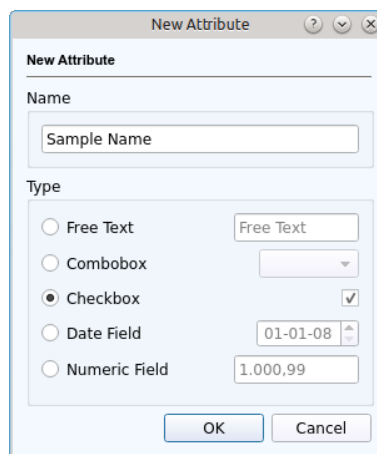 New Attribute
New Attribute
Name
Sample Name
Type
Free Text Free Text
Combobox
Checkbox
Date Field 01-01-08
Numeric Field 1.000,99
OK Cancel